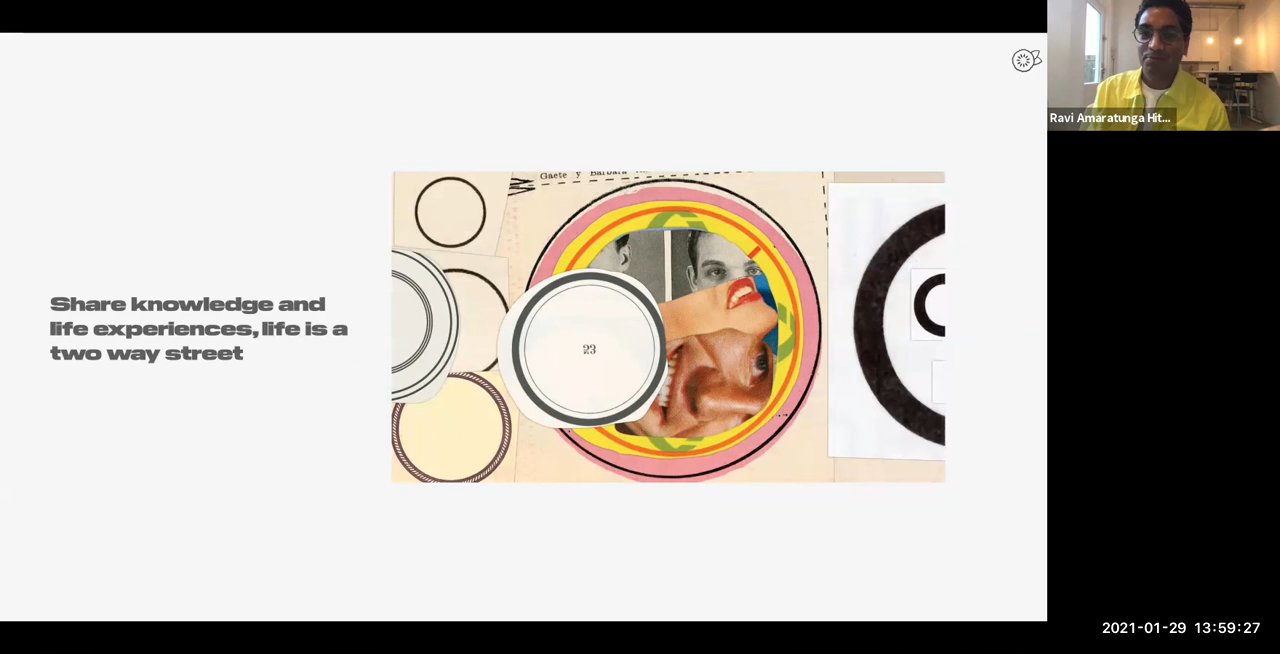 Ravi Amaratunga Hit...
Gaete y Barbara
Share knowledge and
life experiences, life is a
two way street
23
2021-01-29 13:59:27